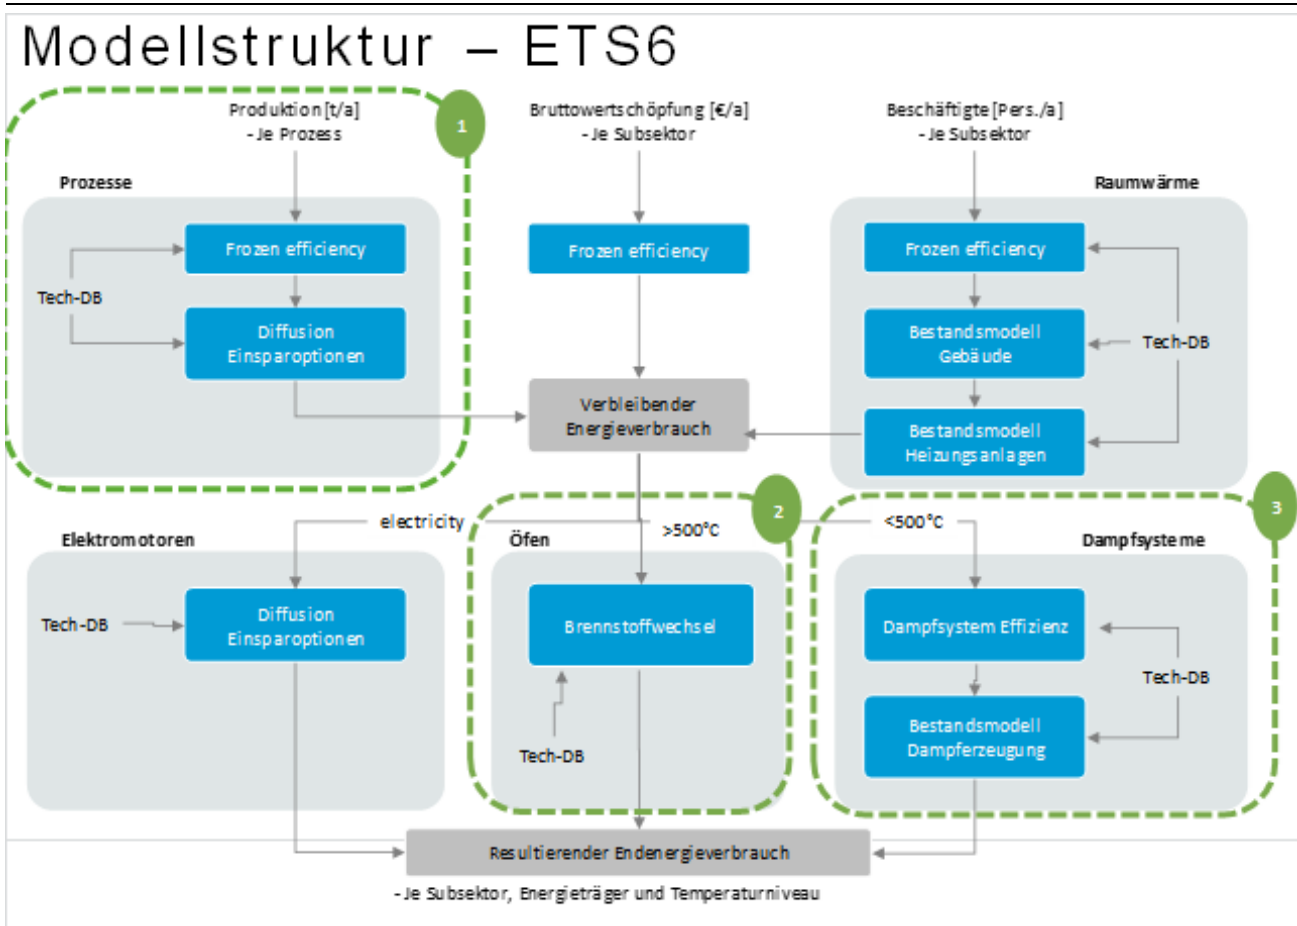 Modellstruktur – ETS6
Produktion [t/a]
- Je Prozess
1
Bruttowertschöpfung [€/a]
- Je Subsektor
Beschäftigte [Pers./a]
- Je Subsektor
Prozesse
Raumwärme
Frozen efficiency
Frozen efficiency
Frozen efficiency
Tech-DB
Diffusion
Einsparoptionen
Bestandsmodell
Gebäude
Tech-DB
Verbleibender
Energieverbrauch
Bestandsmodell
Heizungsanlagen
electricity
>500°C
2
<500°C
3
Elektromotoren
Öfen
Dampfsysteme
Tech-DB
Diffusion
Einsparoptionen
Brennstoffwechsel
Dampfsystem Effizienz
Tech-DB
Tech-DB
Bestandsmodell
Dampferzeugung
Resultierender Endenergieverbrauch
- Je Subsektor, Energieträger und Temperaturniveau